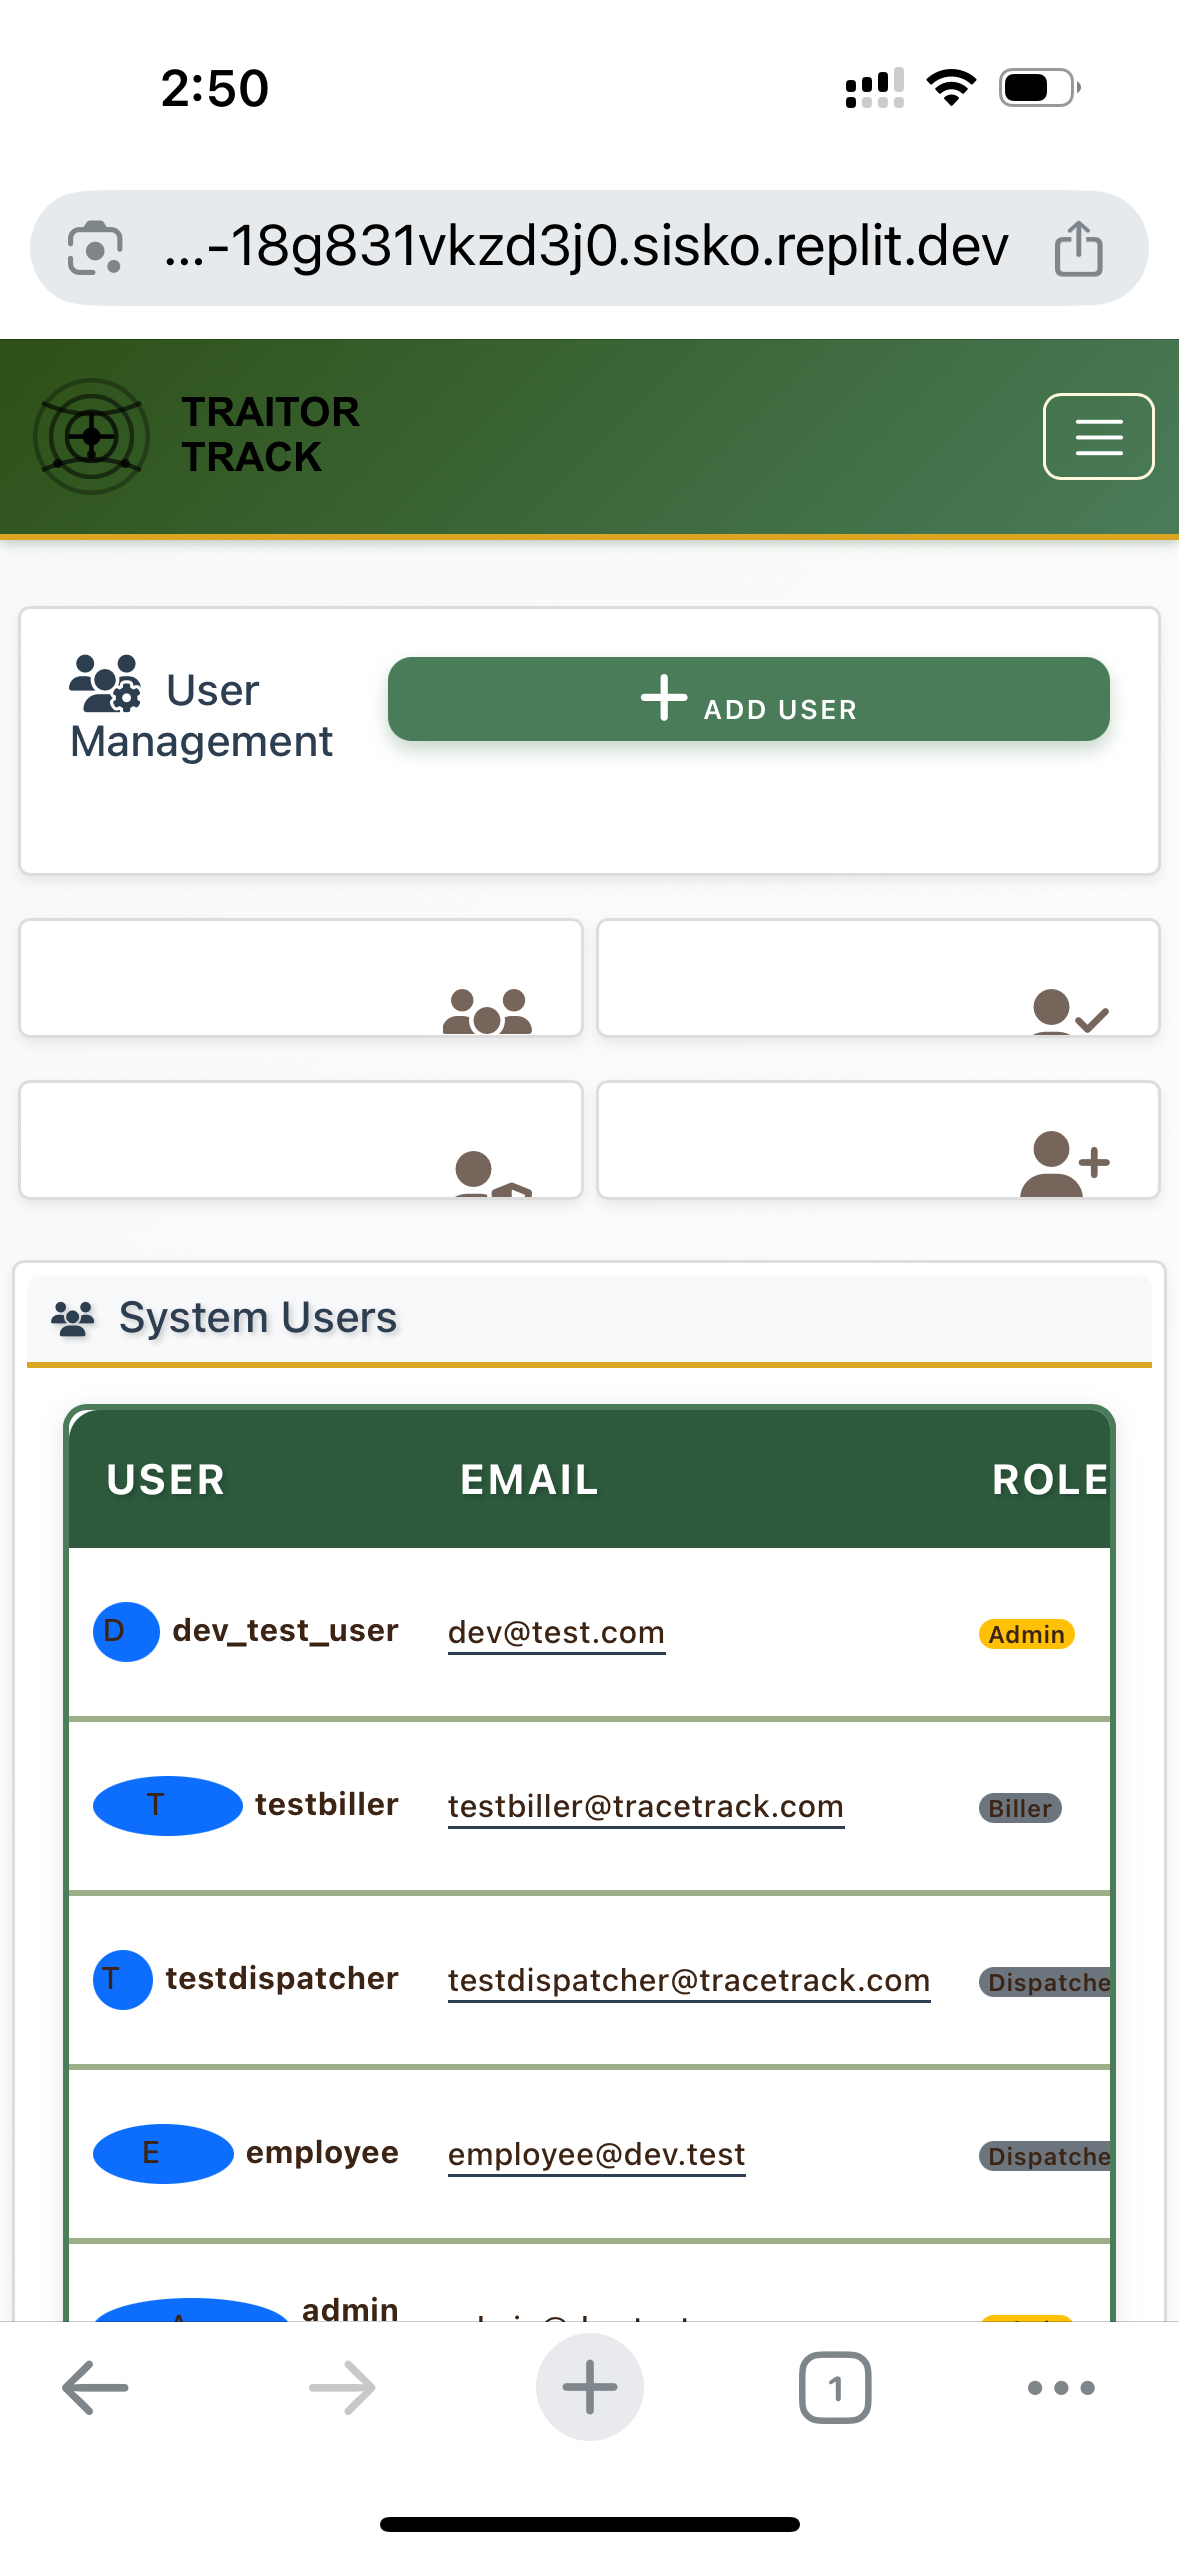 2:50
...-18g831vkzd3j0.sisko.replit.dev
TRAITOR
TRACK
User
Management
ADD USER
System Users
USER EMAIL ROLE
D dev_test_user dev@test.com Admin
T testbiller testbiller@tracetrack.com Biller
T testdispatcher testdispatcher@tracetrack.com Dispatche
E employee employee@dev.test Dispatche
admin
1